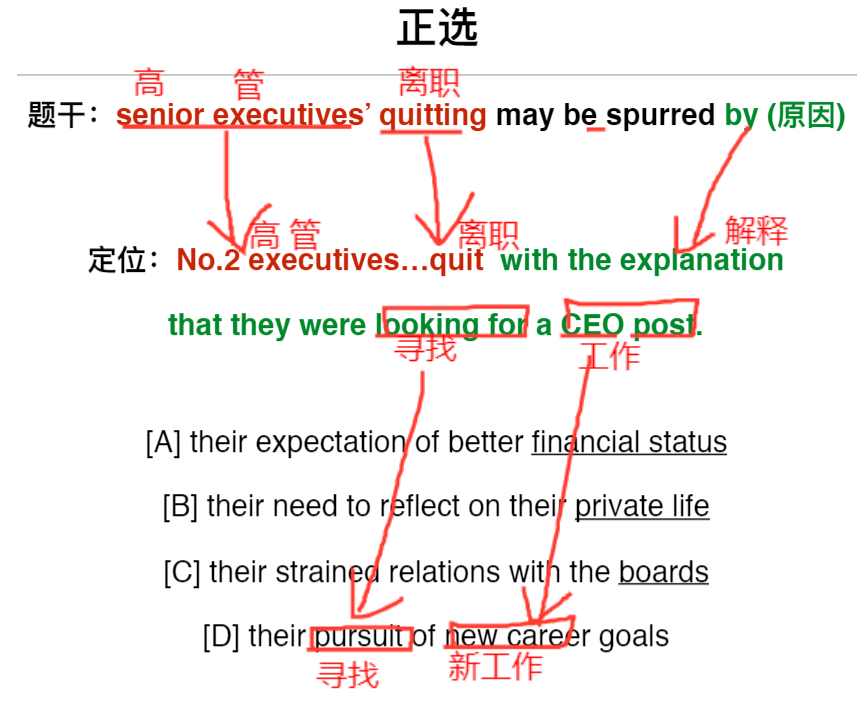 正选
高 管 离职
题干：senior executives’ quitting may be spurred by (原因)
高 管 离职 解释
定位：No.2 executives…quit with the explanation
that they were looking for a CEO post.
寻找 工作
[A] their expectation of better financial status
[B] their need to reflect on their private life
[C] their strained relations with the boards
[D] their pursuit of new career goals
寻找 新工作